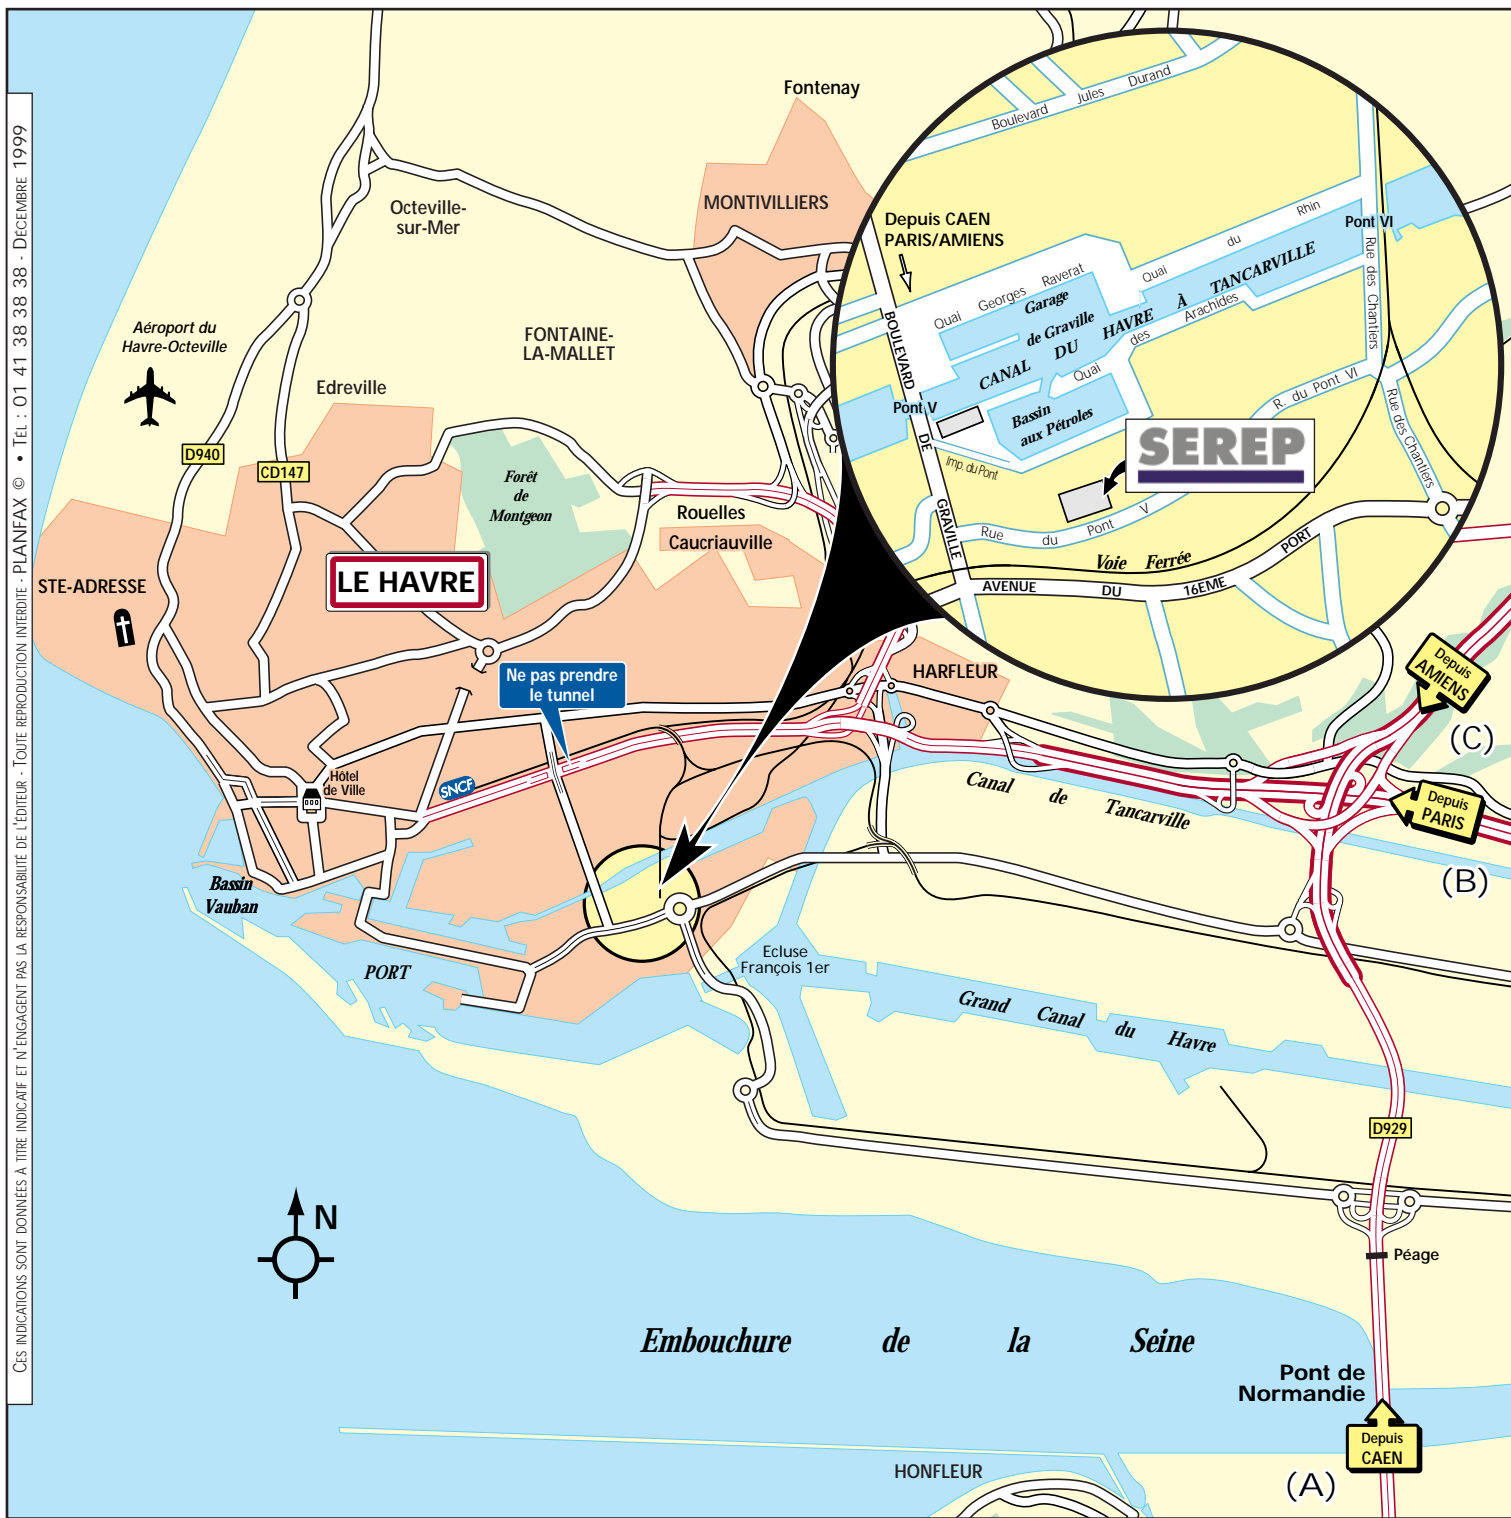 CES INDICATIONS SONT DONNÉES À TITRE INDICATIF ET N'ENGAGENT PAS LA RESPONSABILITÉ DE L'ÉDITEUR - TOUTE REPRODUCTION INTERDITE - PLANFAX © • TÉL : 01 41 38 38 38 - DÉCEMBRE 1999
Fontenay
MONTIVILLIERS
Octeville-
sur-Mer
Aéroport du
Havre-Octeville
FONTAINE-
LA-MALLET
Edreville
D940
CD147
Forêt
de
Montgeon
Rouelles
Caucriauville
STE-ADRESSE
LE HAVRE
Ne pas prendre
le tunnel
HARFLEUR
Hôtel
de Ville
SNCF
Bassin
Vauban
PORT
Ecluse
François 1er
Canal de Tancarville
Grand Canal du Havre
Boulevard Jules Durand
Depuis CAEN
PARIS/AMIENS
Pont VI
Quai du Rhin
Quai Georges Raverat
Garage
de Graville
CANAL DU HAVRE À TANCARVILLE
Quai des Arachides
Rue des Chantiers
Rue des Chantiers
BOULEVARD DE GRAVILLE
Pont V
Bassin
aux Pétroles
R. du Pont VI
Imp. du Pont
SEREP
Rue du Pont V
Voie Ferrée
AVENUE DU 16EME PORT
Depuis
AMIENS
(C)
Depuis
PARIS
(B)
D929
Péage
Embouchure de la Seine
Pont de
Normandie
Depuis
CAEN
(A)
HONFLEUR
N